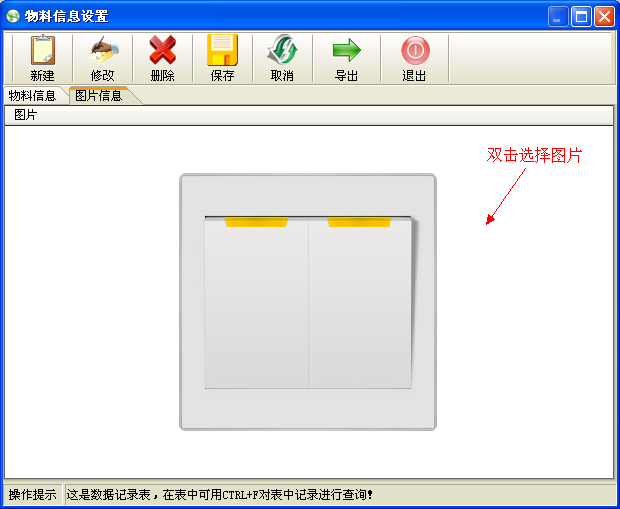 物料信息设置
新建 修改 删除 保存 取消 导出 退出
物料信息 图片信息
图片
双击选择图片
操作提示 这是数据记录表，在表中可用CTRL+F对表中记录进行查询!